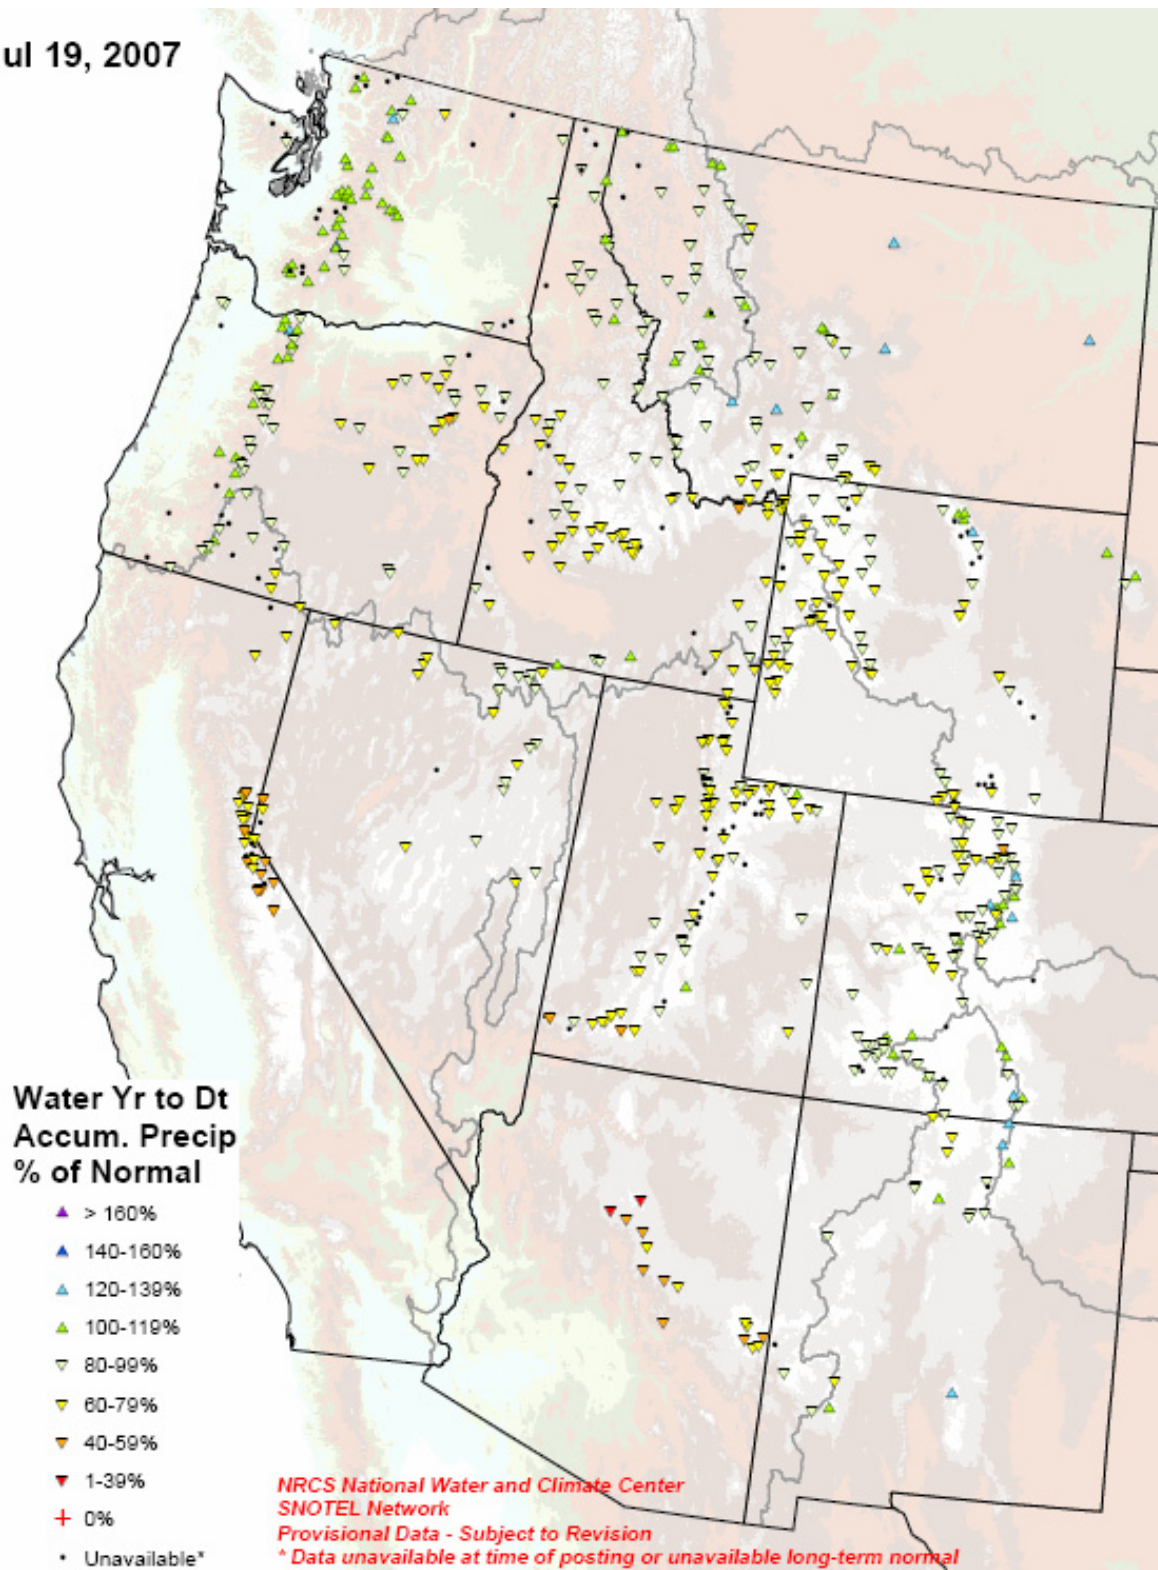 ul 19, 2007
Water Yr to Dt
Accum. Precip
% of Normal
> 160%
140-160%
120-139%
100-119%
80-99%
60-79%
40-59%
1-39%
0%
Unavailable*
NRCS National Water and Climate Center
SNOTEL Network
Provisional Data - Subject to Revision
* Data unavailable at time of posting or unavailable long-term normal